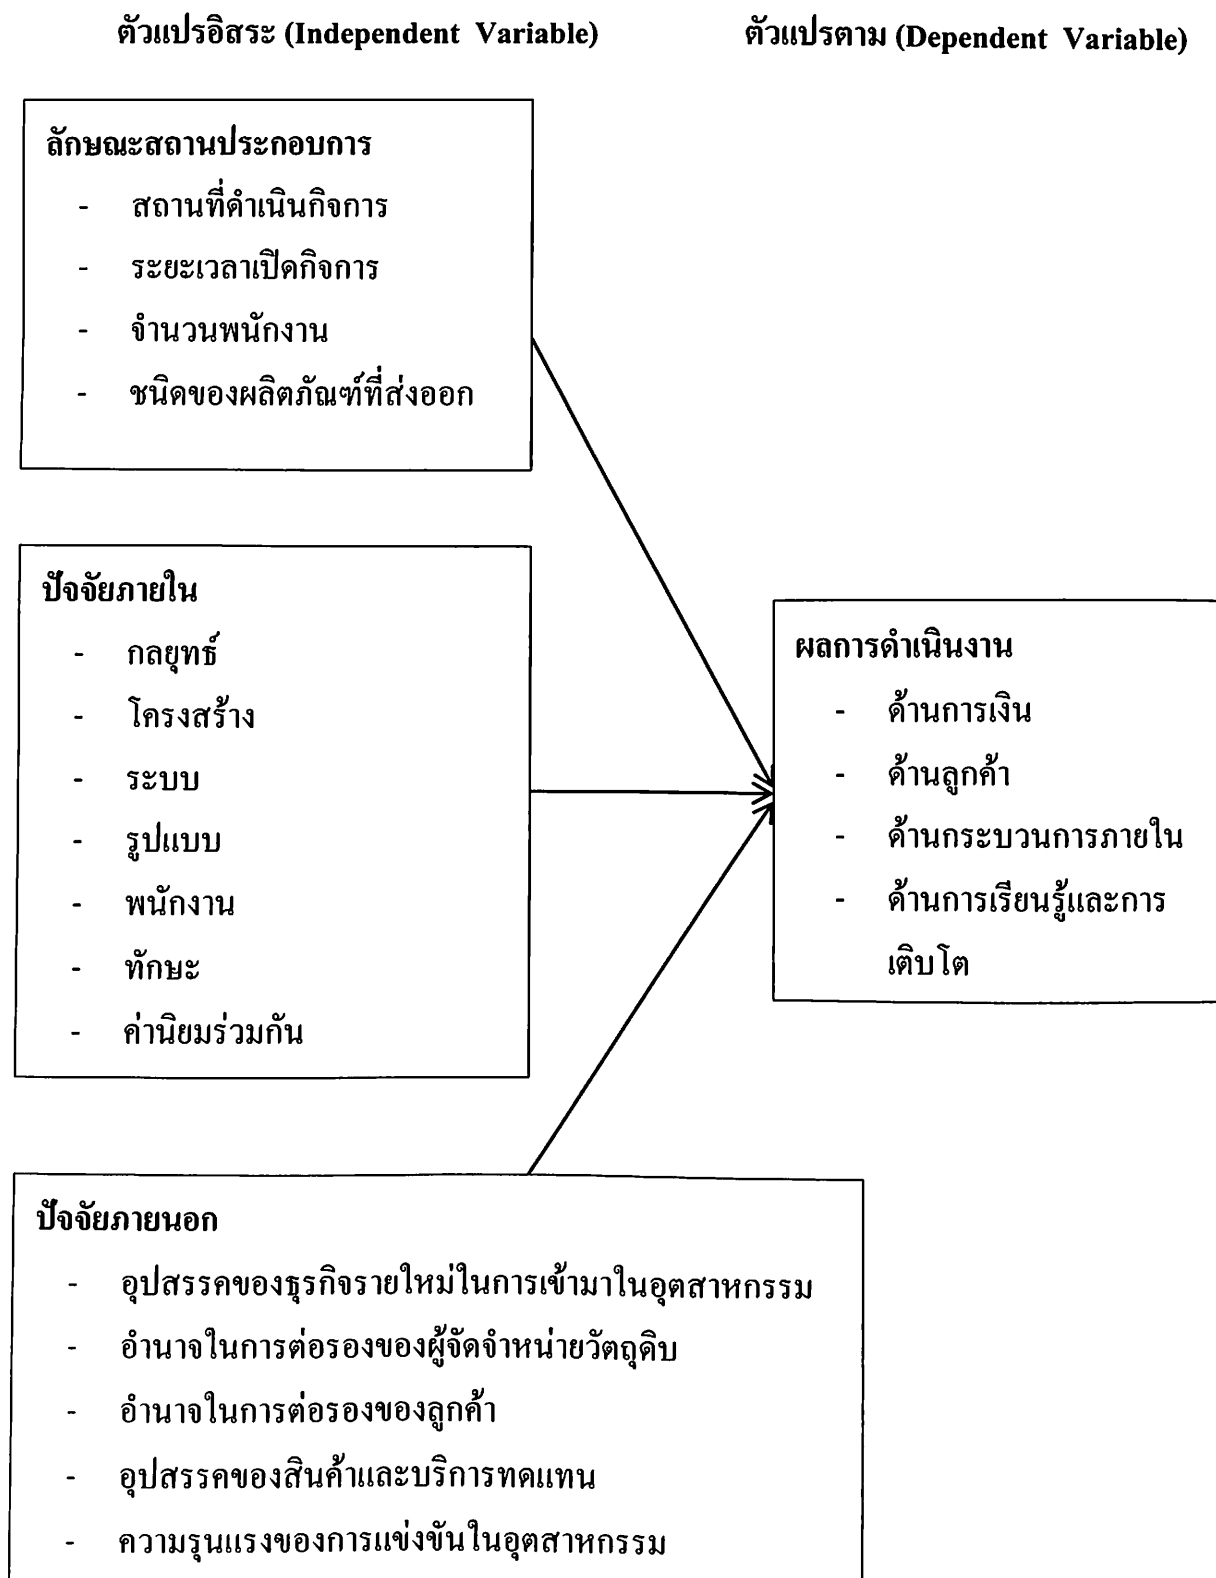 ตัวแปรอิสระ (Independent Variable)
ตัวแปรตาม (Dependent Variable)
ลักษณะสถานประกอบการ
- สถานที่ดำเนินกิจการ
- ระยะเวลาเปิดกิจการ
- จำนวนพนักงาน
- ชนิดของผลิตภัณฑ์ที่ส่งออก
ปัจจัยภายใน
- กลยุทธ์
- โครงสร้าง
- ระบบ
- รูปแบบ
- พนักงาน
- ทักษะ
- ค่านิยมร่วมกัน
ผลการดำเนินงาน
- ด้านการเงิน
- ด้านลูกค้า
- ด้านกระบวนการภายใน
- ด้านการเรียนรู้และการ
เติบโต
ปัจจัยภายนอก
- อุปสรรคของธุรกิจรายใหม่ในการเข้ามาในอุตสาหกรรม
- อำนาจในการต่อรองของผู้จัดจำหน่ายวัตถุดิบ
- อำนาจในการต่อรองของลูกค้า
- อุปสรรคของสินค้าและบริการทดแทน
- ความรุนแรงของการแข่งขันในอุตสาหกรรม